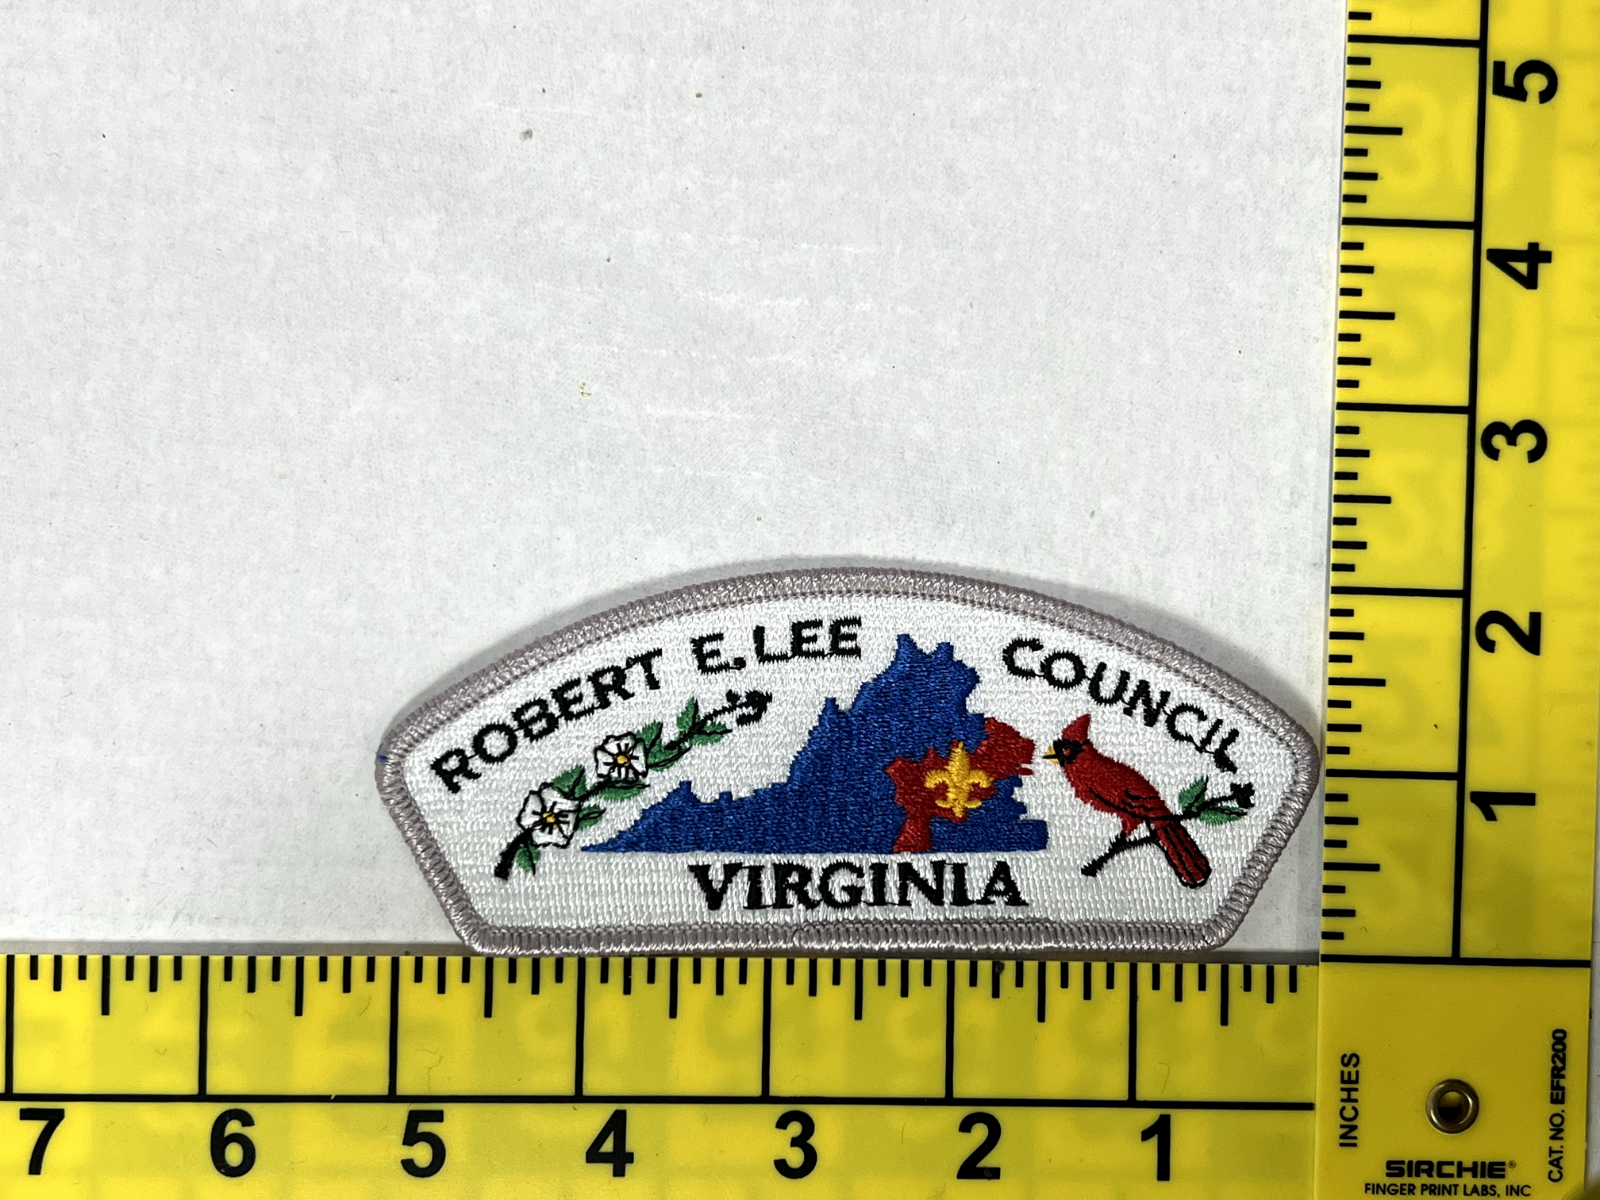 ROBERT E. LEE COUNCIL
VIRGINIA
5
4
3
2
1
7 6 5 4 3 2 1
INCHES
CAT. NO. EFR200
SIRCHIE®
FINGER PRINT LABS, INC